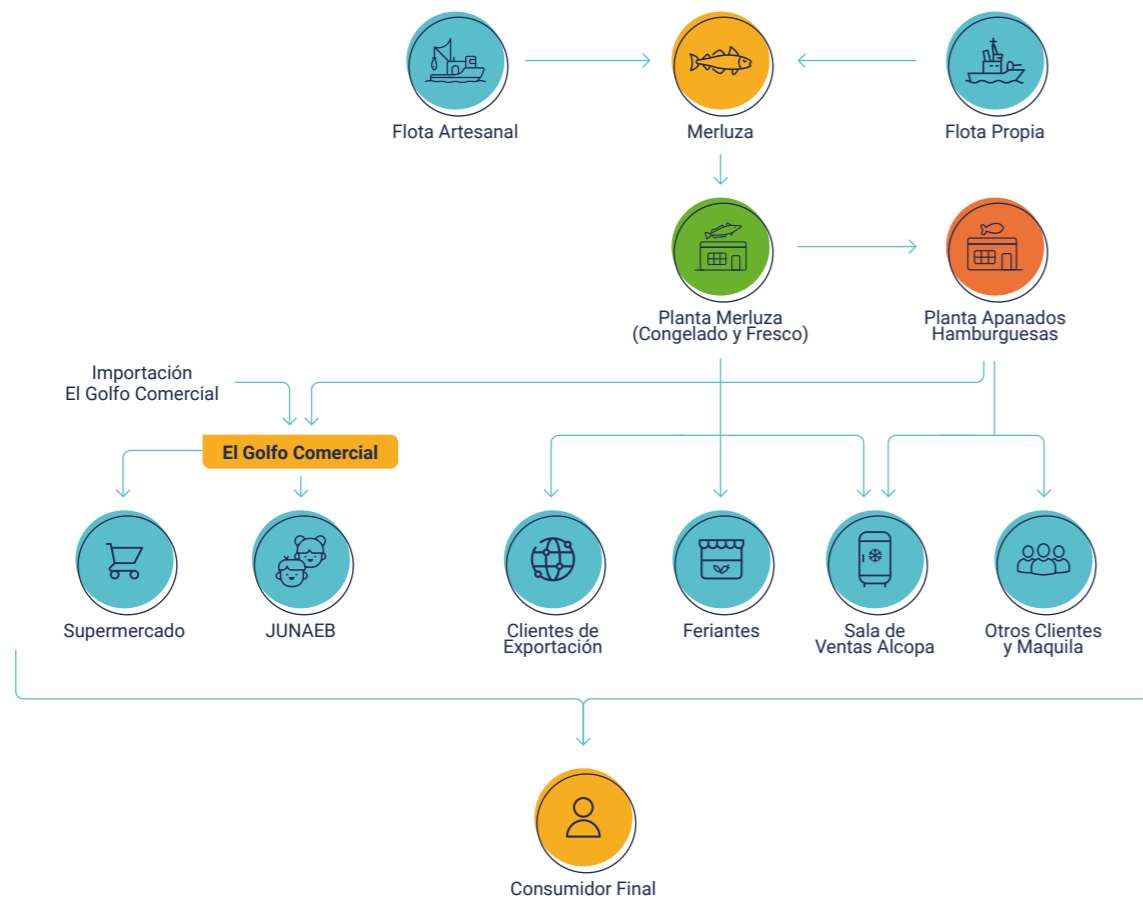 Flota Artesanal
Merluza
Flota Propia
Planta Merluza
(Congelado y Fresco)
Planta Apanados
Hamburguesas
Importación
El Golfo Comercial
El Golfo Comercial
Supermercado
JUNAEB
Clientes de
Exportación
Feriantes
Sala de
Ventas Alcopa
Otros Clientes
y Maquila
Consumidor Final